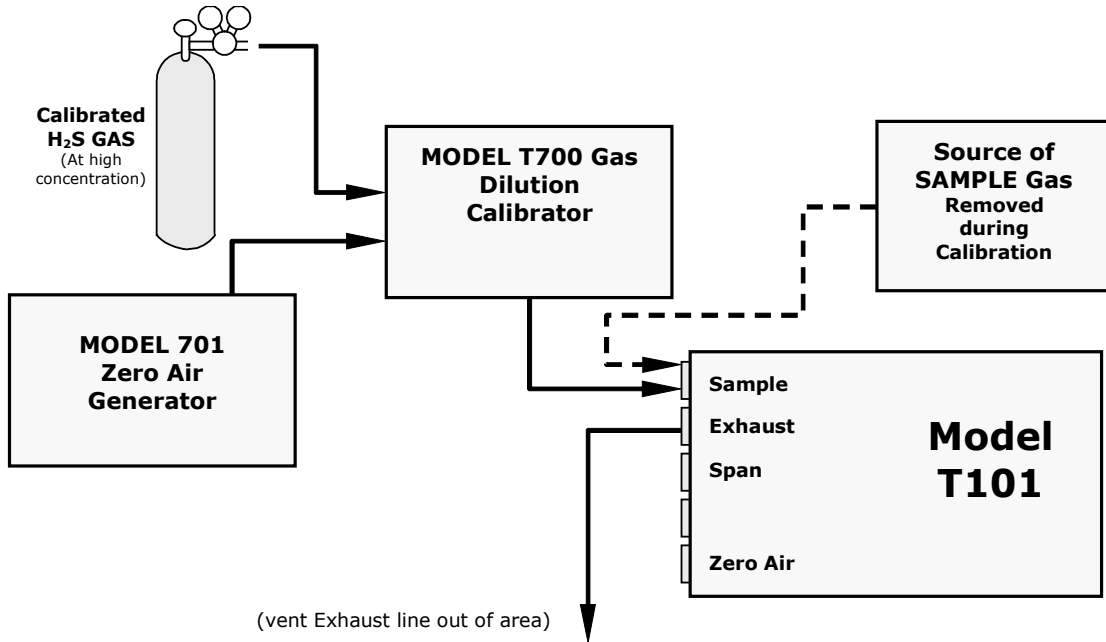 Calibrated
H₂S GAS
(At high
concentration)
MODEL T700 Gas
Dilution
Calibrator
Source of
SAMPLE Gas
Removed
during
Calibration
MODEL 701
Zero Air
Generator
Sample
Exhaust
Span
Zero Air
Model
T101
(vent Exhaust line out of area)